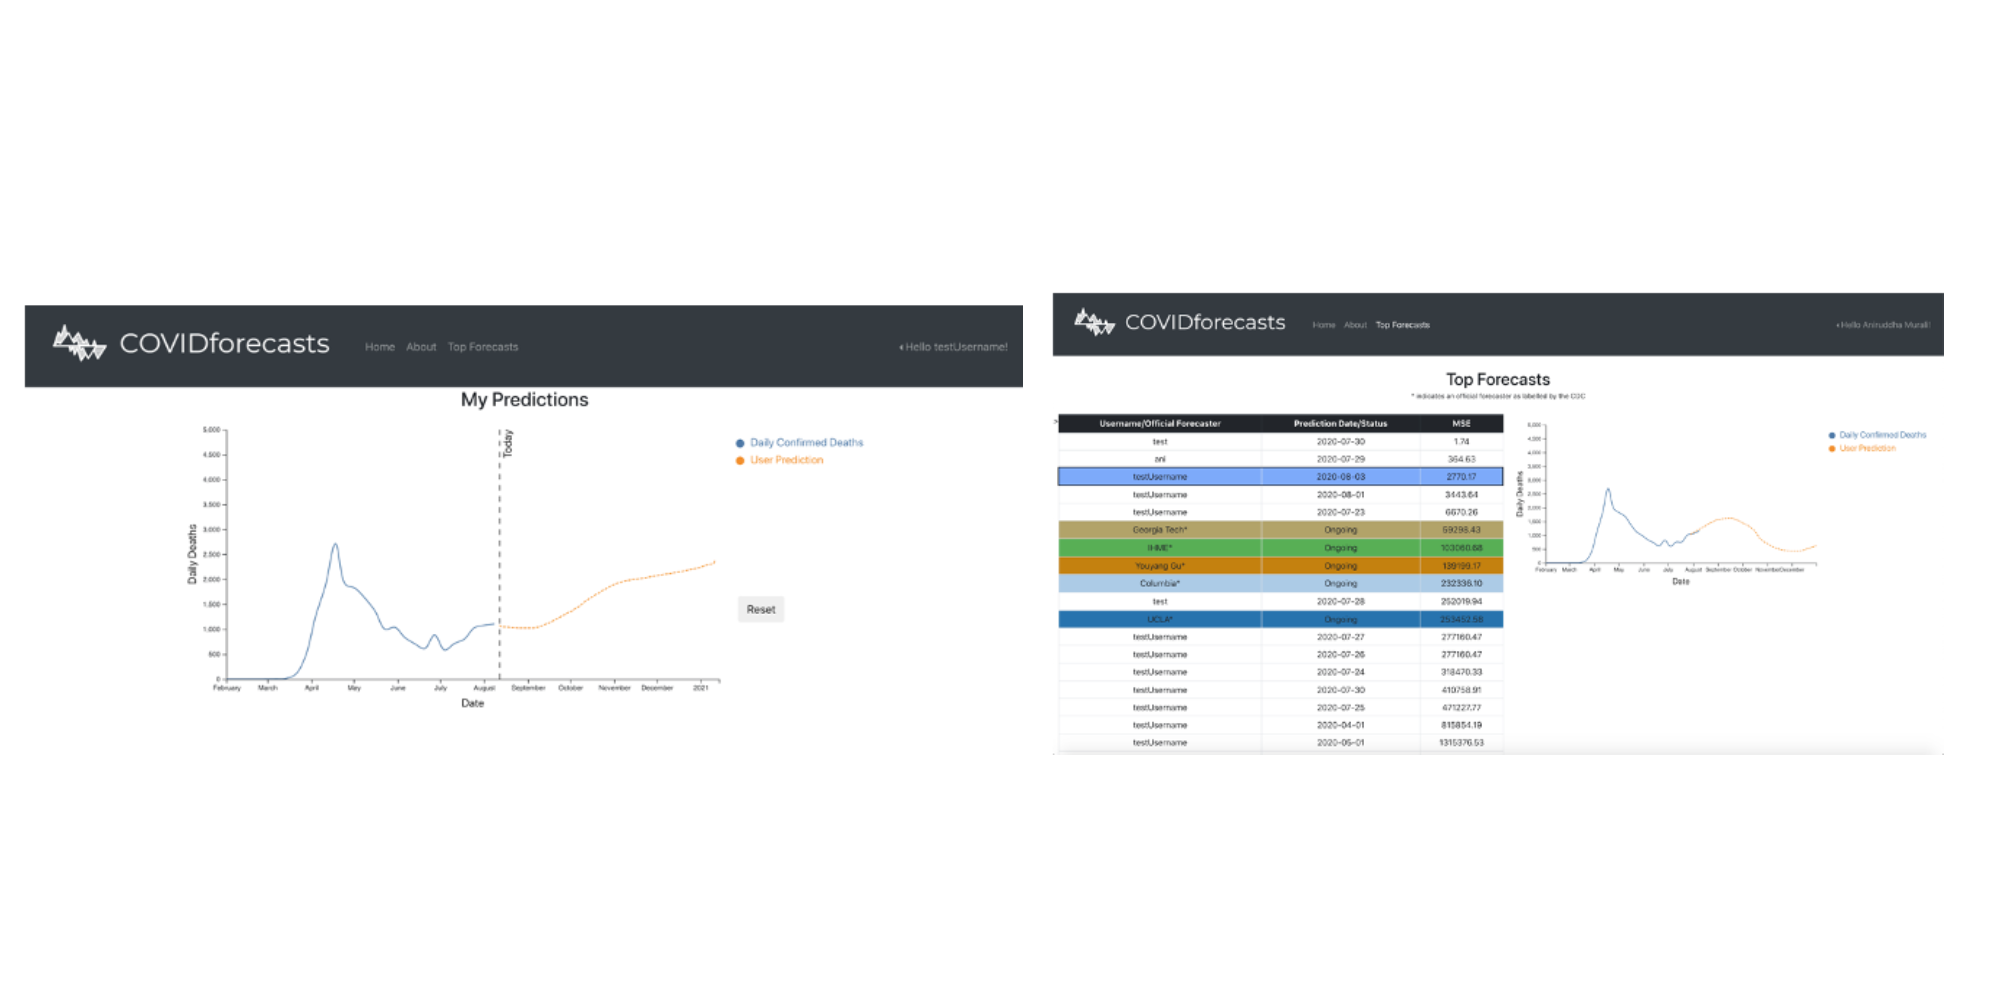 COVIDforecasts Home About Top Forecasts Hello testUsername!
My Predictions
Today
Daily Confirmed Deaths
User Prediction
Reset
Daily Deaths
5,000
4,500
4,000
3,500
3,000
2,500
2,000
1,500
1,000
500
0
February March April May June July August September October November December 2021
Date
COVIDforecasts Home About Top Forecasts Hello Aniruddha Murali!
Top Forecasts
* indicates an official forecaster as labelled by the CDC
Username/Official Forecaster Prediction Date/Status MSE
test 2020-07-30 1.74
ani 2020-07-29 364.63
testUsername 2020-08-03 2770.17
testUsername 2020-08-01 3443.64
testUsername 2020-07-23 6670.26
Georgia Tech* Ongoing 59298.43
IHME* Ongoing 103060.68
Youyang Gu* Ongoing 139199.17
Columbia* Ongoing 232336.10
test 2020-07-28 252019.94
UCLA* Ongoing 253452.58
testUsername 2020-07-27 277160.47
testUsername 2020-07-26 277160.47
testUsername 2020-07-24 318470.33
testUsername 2020-07-30 410758.91
testUsername 2020-07-25 471227.77
testUsername 2020-04-01 815854.19
testUsername 2020-05-01 1315376.53
Daily Confirmed Deaths
User Prediction
Daily Deaths
5,000
4,500
4,000
3,500
3,000
2,500
2,000
1,500
1,000
500
0
February March April May June July August September October November December
Date